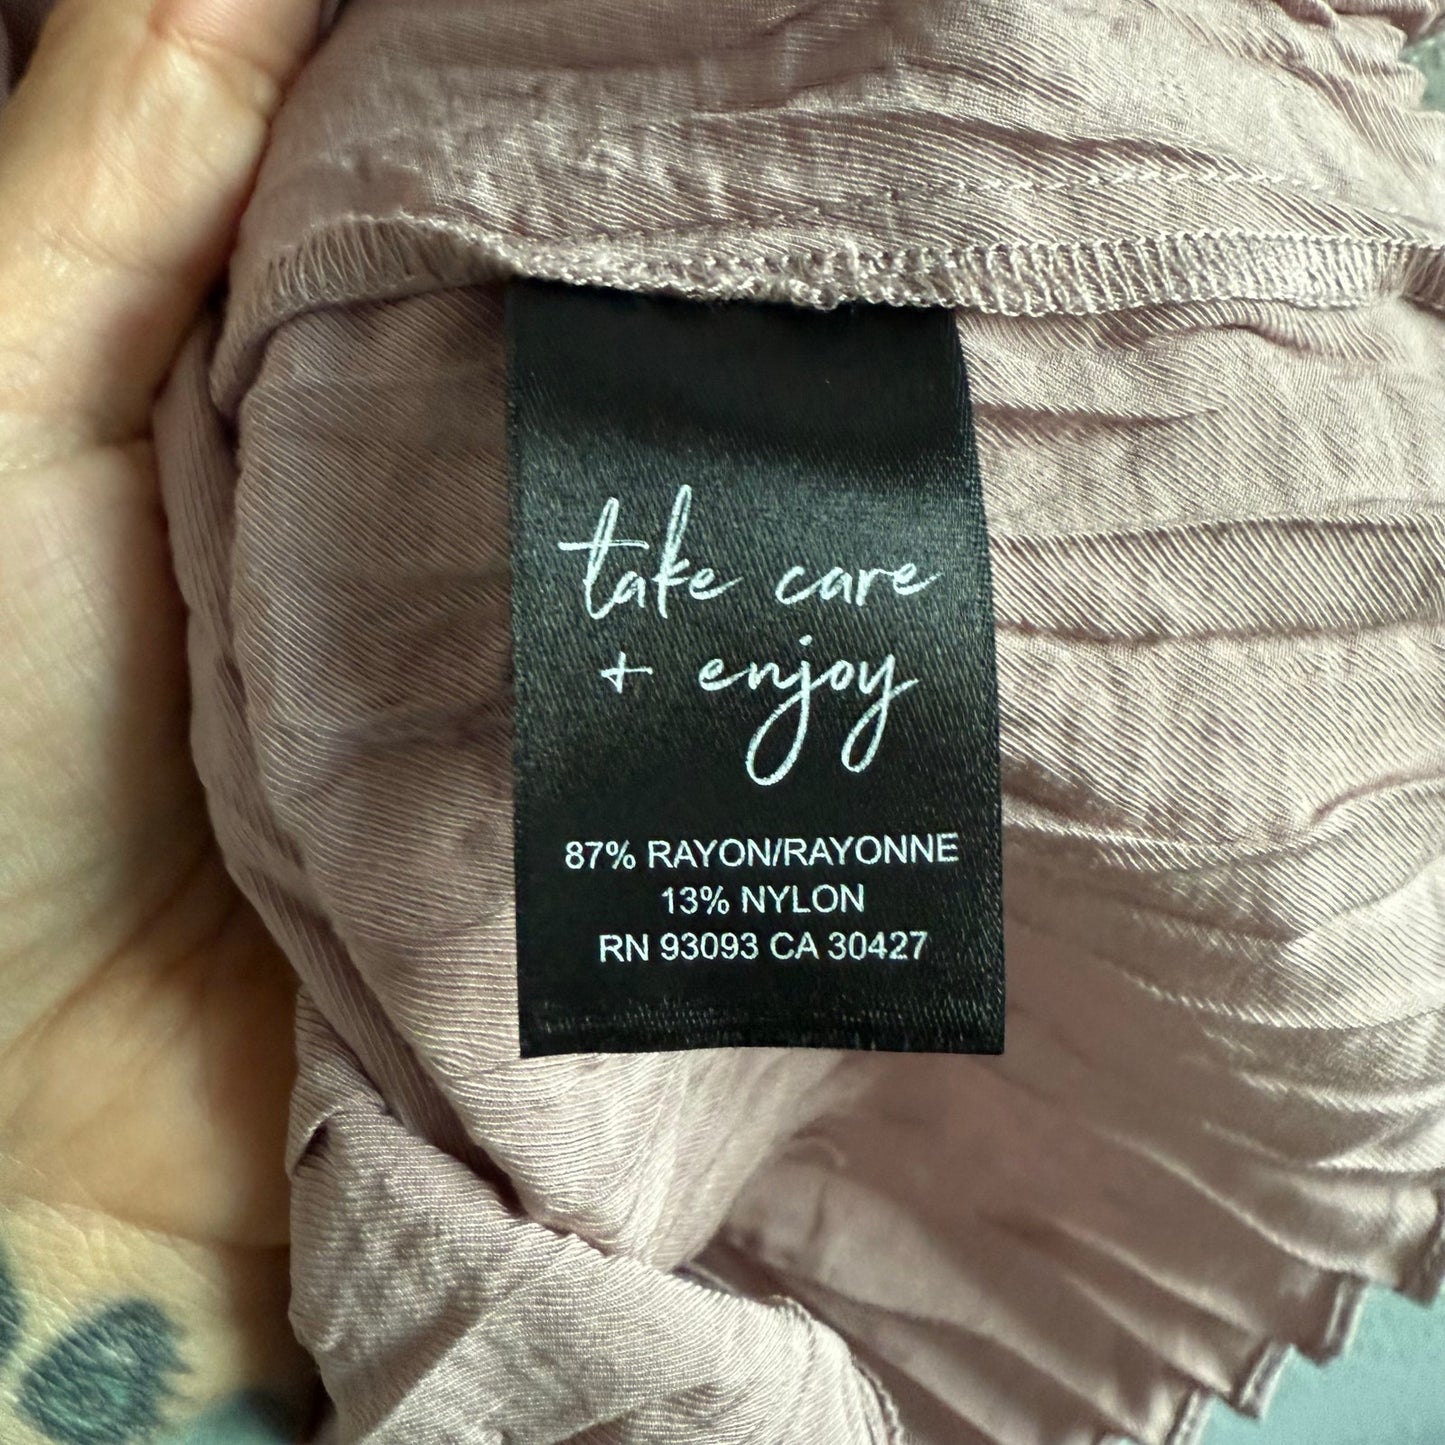 take care
+ enjoy
87% RAYON/RAYONNE
13% NYLON
RN 93093 CA 30427